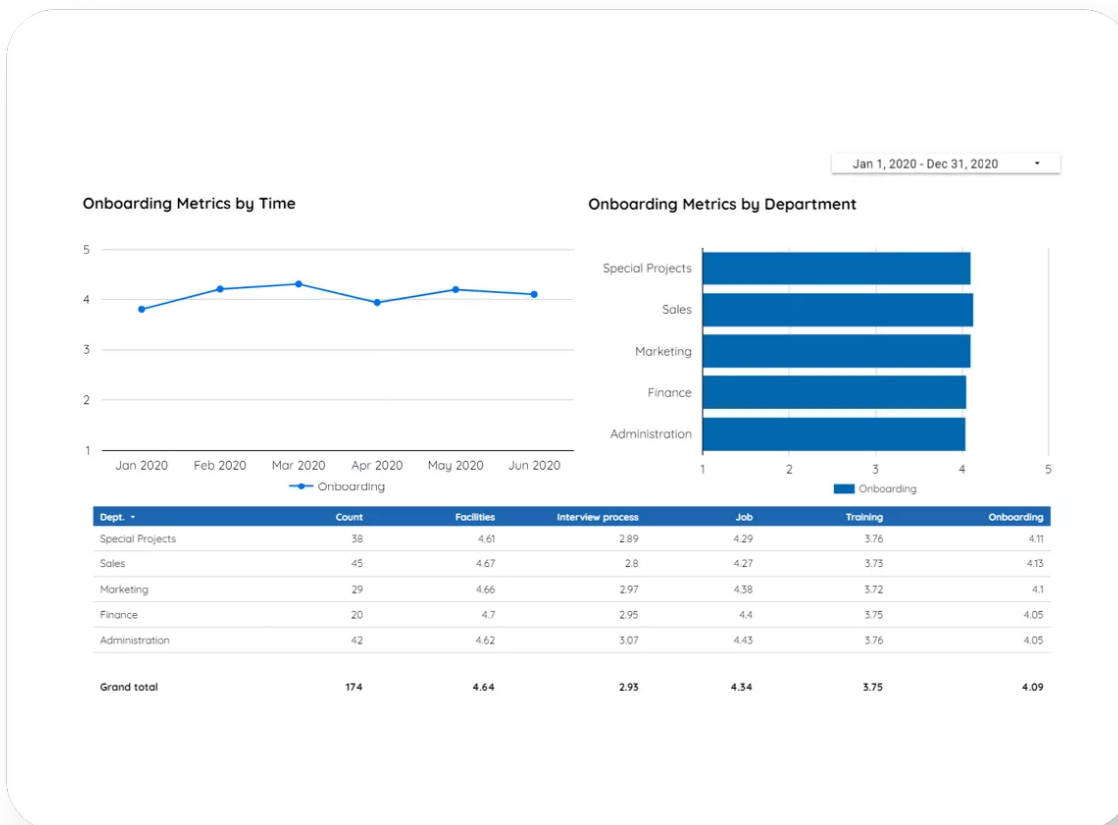 Jan 1, 2020 - Dec 31, 2020
Onboarding Metrics by Time
5
4
3
2
1
Jan 2020 Feb 2020 Mar 2020 Apr 2020 May 2020 Jun 2020
Onboarding
Onboarding Metrics by Department
Special Projects
Sales
Marketing
Finance
Administration
1 2 3 4 5
Onboarding
Dept. Count Facilities Interview process Job Training Onboarding
Special Projects 38 4.61 2.89 4.29 3.76 4.11
Sales 45 4.67 2.8 4.27 3.73 4.13
Marketing 29 4.66 2.97 4.38 3.72 4.1
Finance 20 4.7 2.95 4.4 3.75 4.05
Administration 42 4.62 3.07 4.43 3.76 4.05
Grand total 174 4.64 2.93 4.34 3.75 4.09